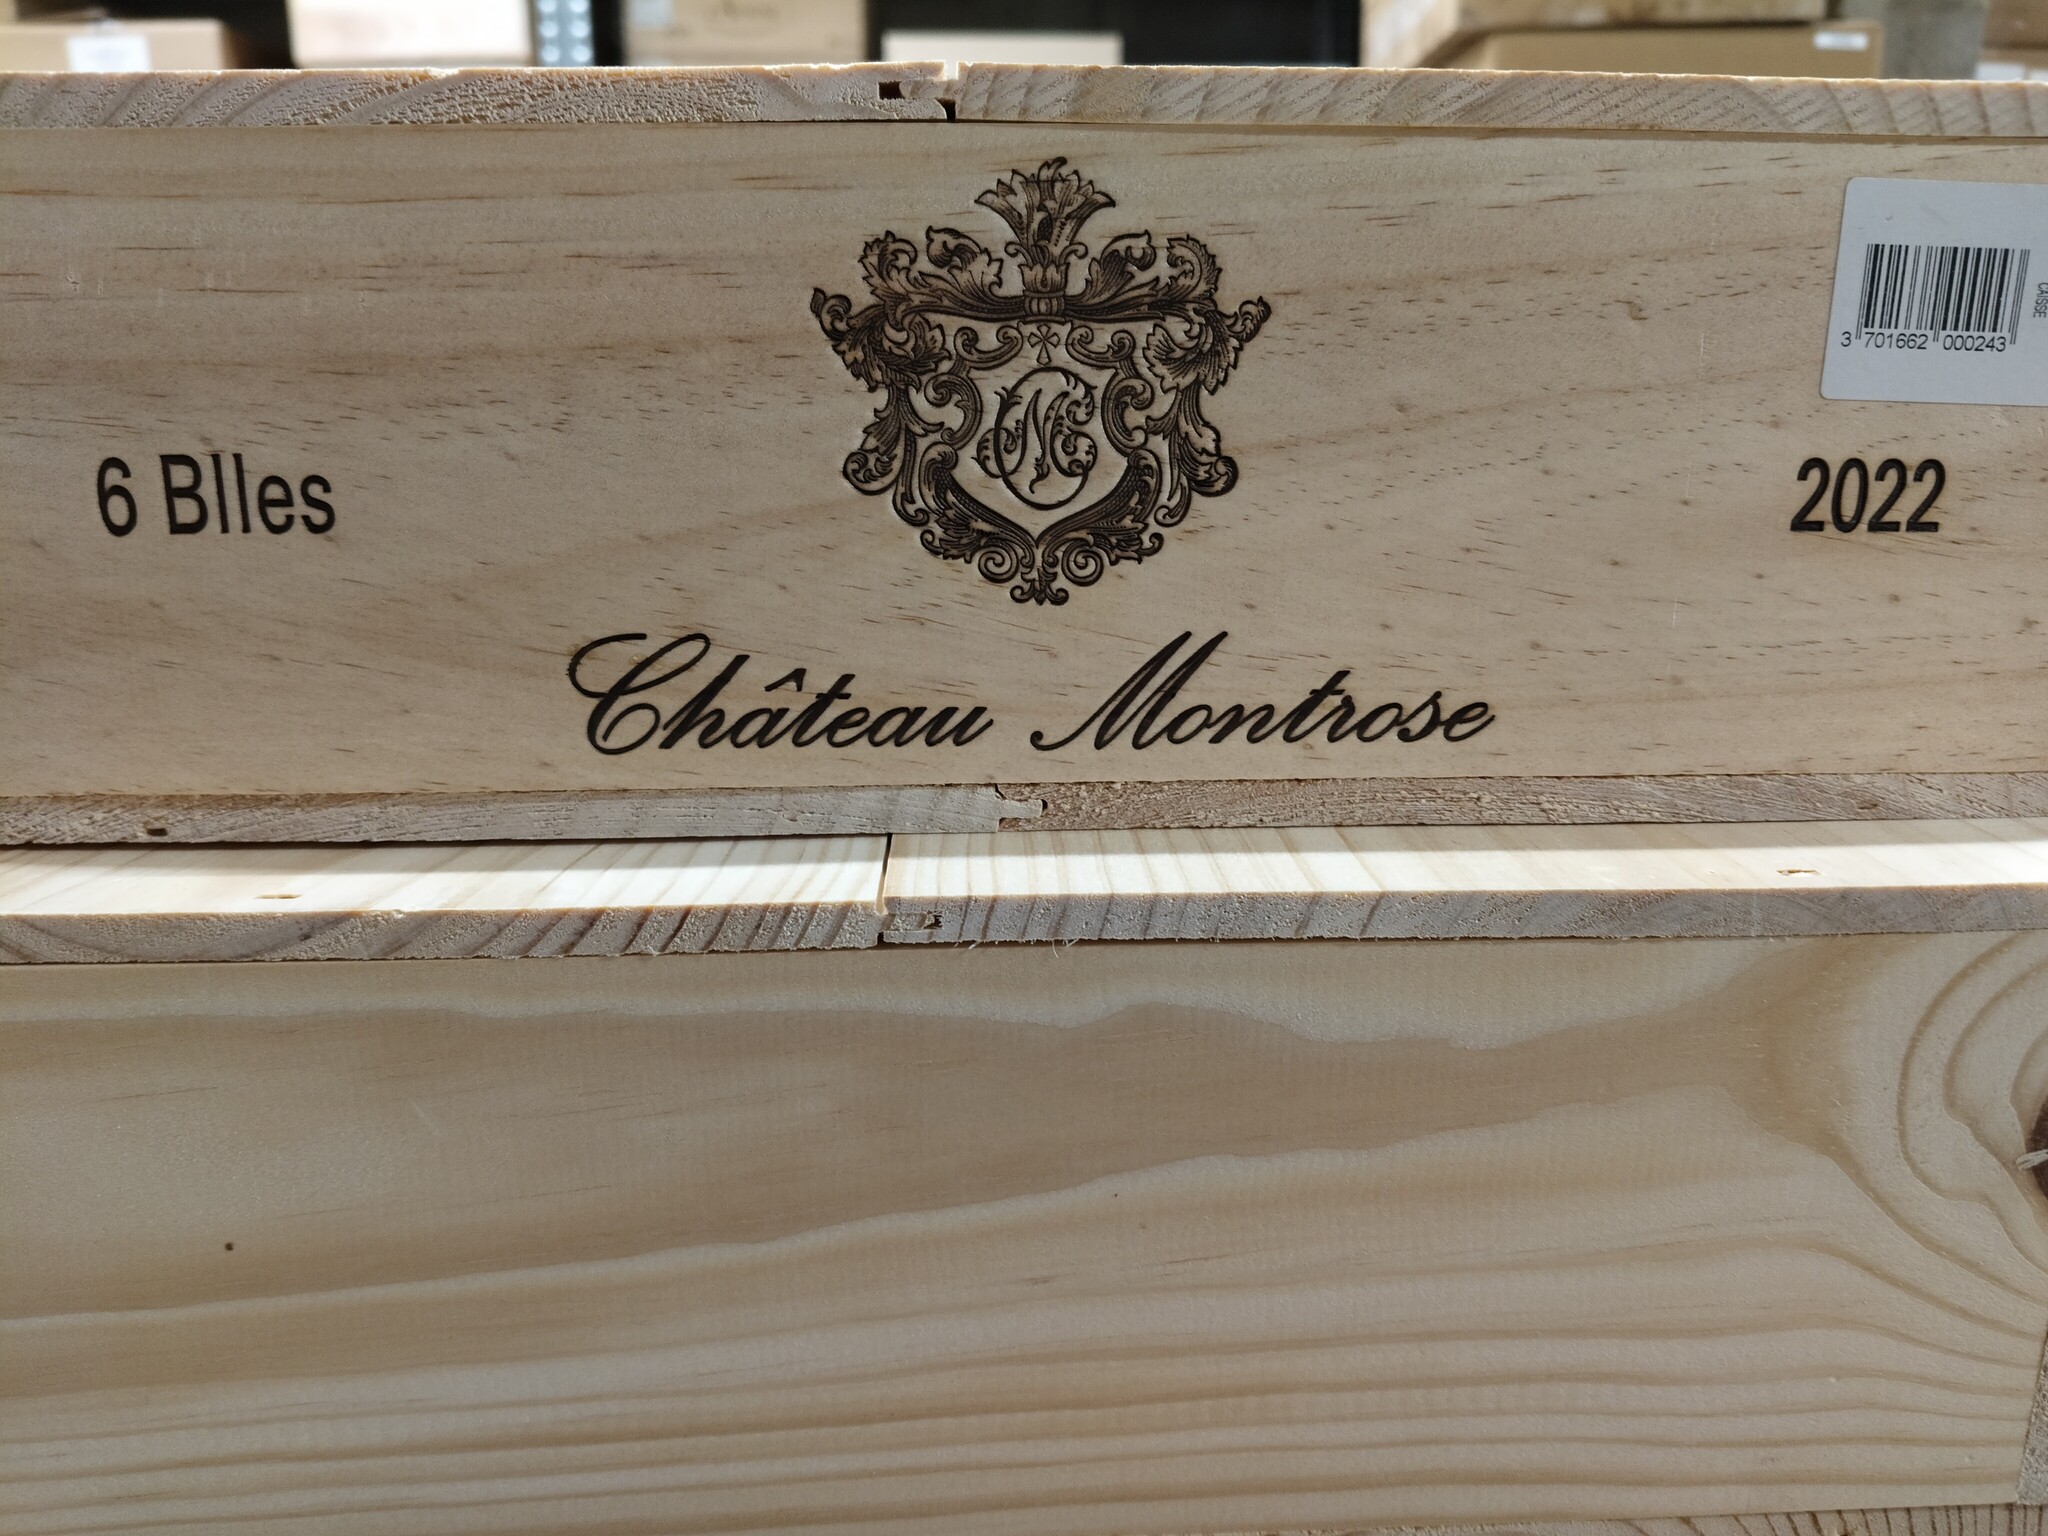 CAISSE
3 701662 000243
6 Blles
2022
Château Montrose